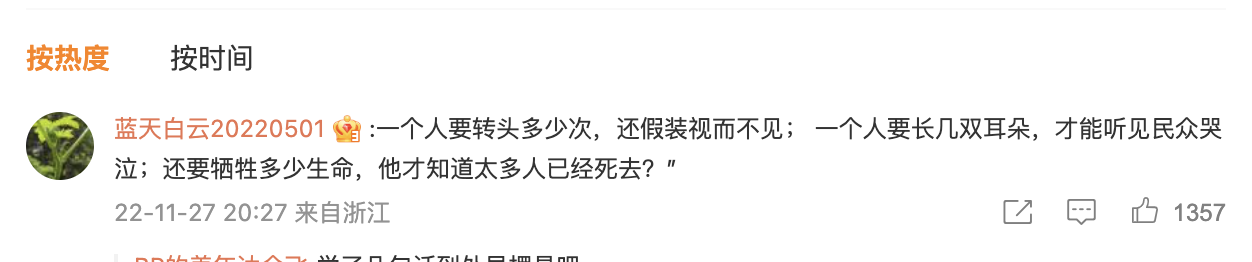 按热度 按时间
蓝天白云20220501 :一个人要转头多少次，还假装视而不见； 一个人要长几双耳朵，才能听见民众哭
泣；还要牺牲多少生命，他才知道太多人已经死去？”
22-11-27 20:27 来自浙江 1357